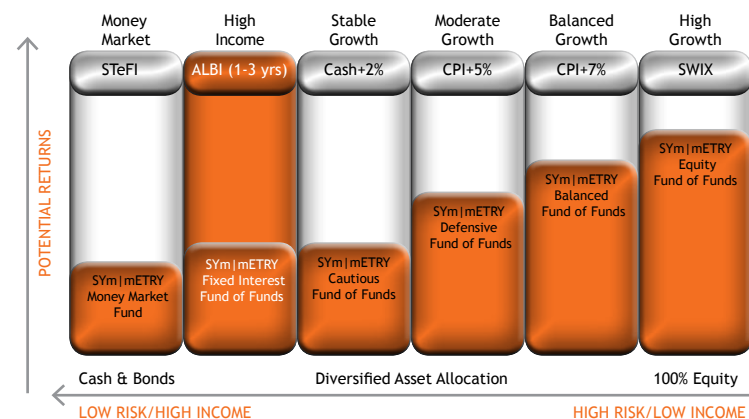 Money
Market
High
Income
Stable
Growth
Moderate
Growth
Balanced
Growth
High
Growth
STeFI
ALBI (1-3 yrs)
Cash+2%
CPI+5%
CPI+7%
SWIX
POTENTIAL RETURNS
SYm|mETRY
Money Market
Fund
SYm|mETRY
Fixed Interest
Fund of Funds
SYm|mETRY
Cautious
Fund of Funds
SYm|mETRY
Defensive
Fund of Funds
SYm|mETRY
Balanced
Fund of Funds
SYm|mETRY
Equity
Fund of Funds
Cash & Bonds
Diversified Asset Allocation
100% Equity
LOW RISK/HIGH INCOME
HIGH RISK/LOW INCOME